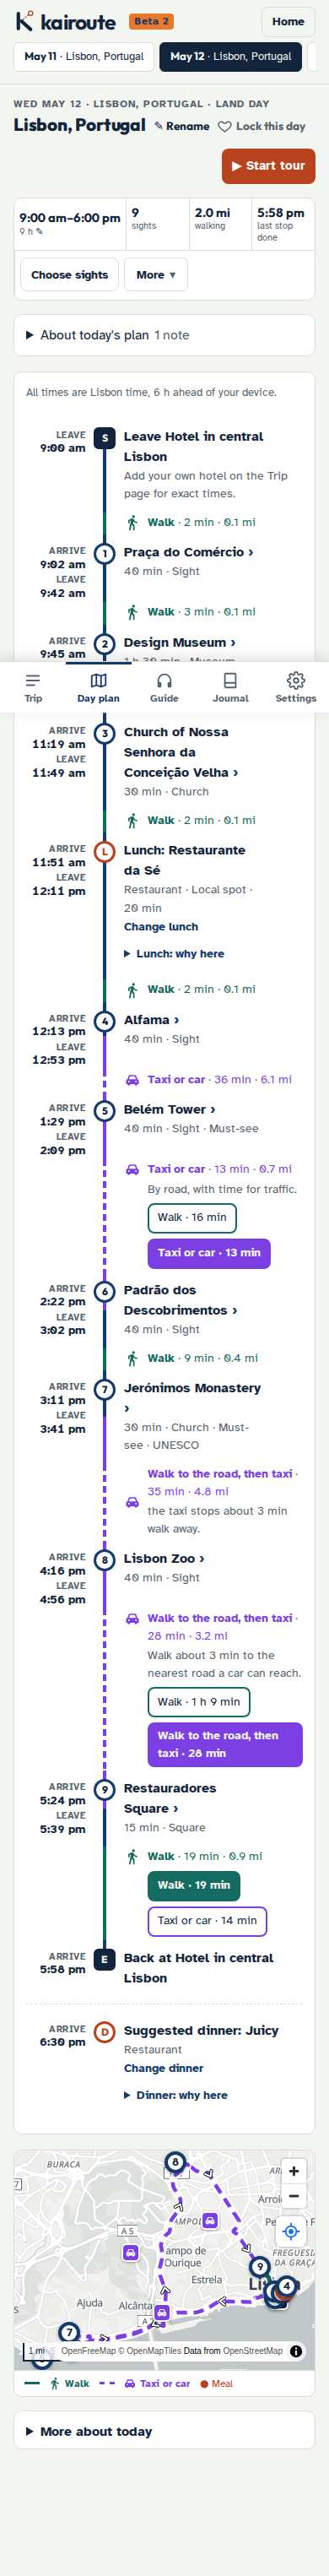 kairoute Beta 2 Home
May 11 · Lisbon, Portugal May 12 · Lisbon, Portugal
WED MAY 12 · LISBON, PORTUGAL · LAND DAY
Lisbon, Portugal ✎ Rename Lock this day
▶ Start tour
9:00 am–6:00 pm 9 2.0 mi 5:58 pm
9 h ✎ sights walking last stop
done
Choose sights More ▼
▶ About today's plan 1 note
All times are Lisbon time, 6 h ahead of your device.
LEAVE
9:00 am
S
Leave Hotel in central
Lisbon
Add your own hotel on the Trip
page for exact times.
Walk · 2 min · 0.1 mi
ARRIVE
9:02 am
LEAVE
9:42 am
1
Praça do Comércio ›
40 min · Sight
Walk · 3 min · 0.1 mi
ARRIVE
9:45 am
2
Design Museum ›
Trip Day plan Guide Journal Settings
ARRIVE
11:19 am
LEAVE
11:49 am
3
Church of Nossa
Senhora da
Conceição Velha ›
30 min · Church
Walk · 2 min · 0.1 mi
ARRIVE
11:51 am
LEAVE
12:11 pm
L
Lunch: Restaurante
da Sé
Restaurant · Local spot ·
20 min
Change lunch
▶ Lunch: why here
Walk · 2 min · 0.1 mi
ARRIVE
12:13 pm
LEAVE
12:53 pm
4
Alfama ›
40 min · Sight
Taxi or car · 36 min · 6.1 mi
ARRIVE
1:29 pm
LEAVE
2:09 pm
5
Belém Tower ›
40 min · Sight · Must-see
Taxi or car · 13 min · 0.7 mi
By road, with time for traffic.
Walk · 16 min
Taxi or car · 13 min
ARRIVE
2:22 pm
LEAVE
3:02 pm
6
Padrão dos
Descobrimentos ›
40 min · Sight
Walk · 9 min · 0.4 mi
ARRIVE
3:11 pm
LEAVE
3:41 pm
7
Jerónimos Monastery
›
30 min · Church · Must-
see · UNESCO
Walk to the road, then taxi ·
35 min · 4.8 mi
the taxi stops about 3 min
walk away.
ARRIVE
4:16 pm
LEAVE
4:56 pm
8
Lisbon Zoo ›
40 min · Sight
Walk to the road, then taxi ·
28 min · 3.2 mi
Walk about 3 min to the
nearest road a car can reach.
Walk · 1 h 9 min
Walk to the road, then
taxi · 28 min
ARRIVE
5:24 pm
LEAVE
5:39 pm
9
Restauradores
Square ›
15 min · Square
Walk · 19 min · 0.9 mi
Walk · 19 min
Taxi or car · 14 min
ARRIVE
5:58 pm
E
Back at Hotel in central
Lisbon
ARRIVE
6:30 pm
D
Suggested dinner: Juicy
Restaurant
Change dinner
▶ Dinner: why here
BURACA
8
+
−
A 5
ampo de
Ourique
Estrela
9
4
FREGUESIA
Ajuda
7
1 mi
OpenFreeMap © OpenMapTiles Data from OpenStreetMap
Walk Taxi or car Meal
▶ More about today